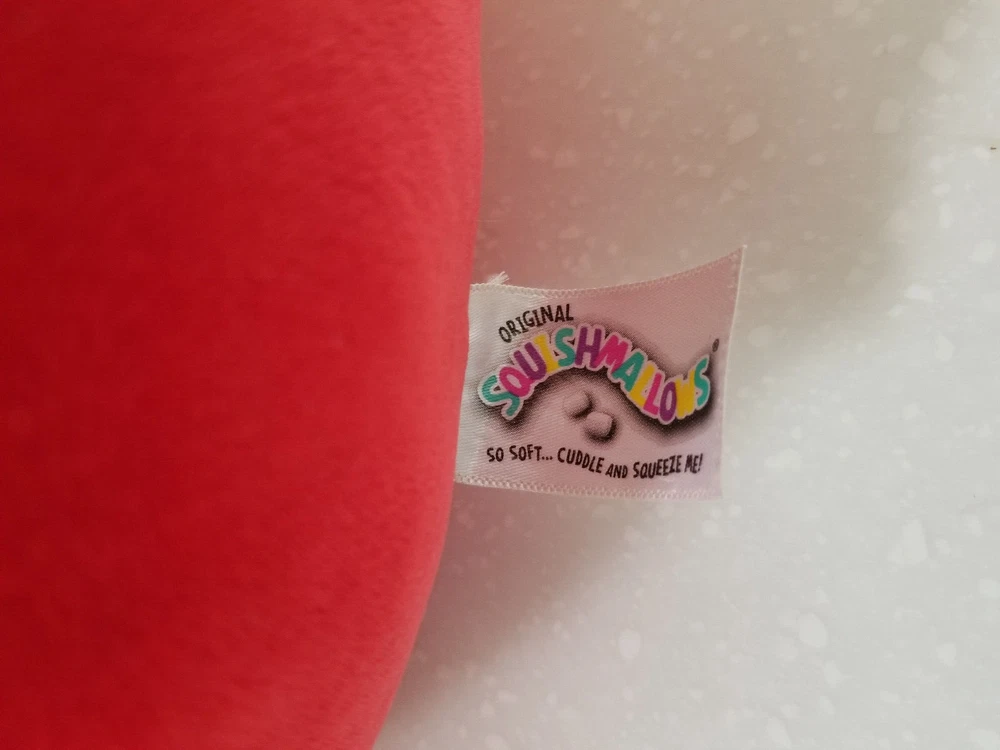 ORIGINAL
SQUISHMALLOWS®
SO SOFT... CUDDLE AND SQUEEZE ME!